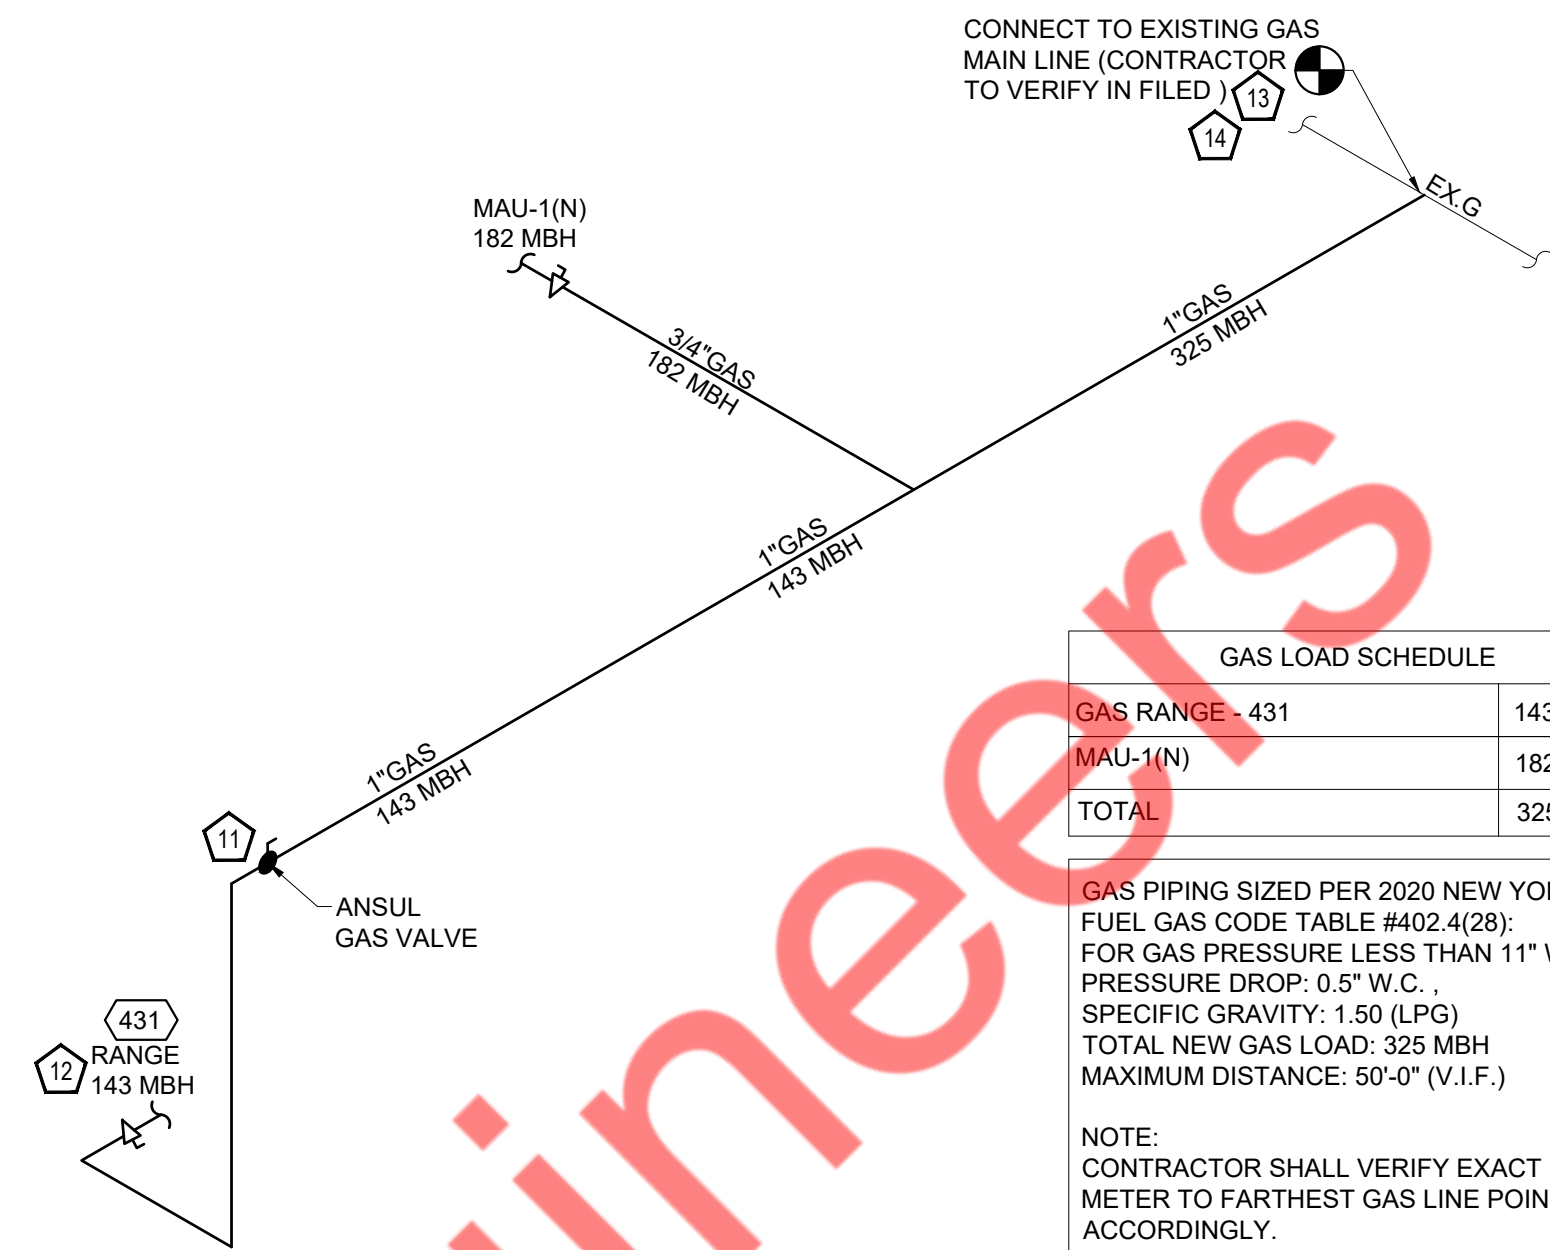 CONNECT TO EXISTING GAS
MAIN LINE (CONTRACTOR
TO VERIFY IN FILED )
13
14
EX.G
MAU-1(N)
182 MBH
3/4"GAS
182 MBH
1"GAS
325 MBH
1"GAS
143 MBH
1"GAS
143 MBH
11
ANSUL
GAS VALVE
431
12
RANGE
143 MBH
GAS LOAD SCHEDULE
GAS RANGE - 431 143
MAU-1(N) 182
TOTAL 325
GAS PIPING SIZED PER 2020 NEW
FUEL GAS CODE TABLE #402.4(28):
FOR GAS PRESSURE LESS THAN 11"
PRESSURE DROP: 0.5" W.C. ,
SPECIFIC GRAVITY: 1.50 (LPG)
TOTAL NEW GAS LOAD: 325 MBH
MAXIMUM DISTANCE: 50'-0" (V.I.F.)
NOTE:
CONTRACTOR SHALL VERIFY EXACT
METER TO FARTHEST GAS LINE
ACCORDINGLY.
ineers